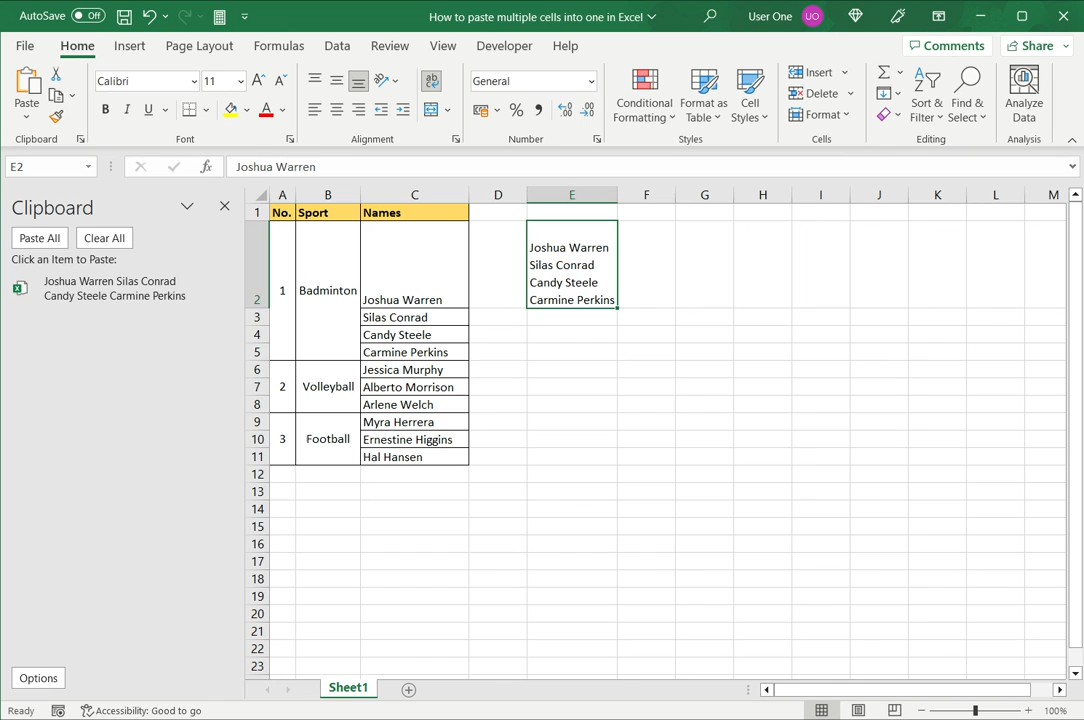 AutoSave Off
How to paste multiple cells into one in Excel
User One UO
File Home Insert Page Layout Formulas Data Review View Developer Help
Comments Share
Paste
Calibri 11
B I U A
ab c
General
% ,
Conditional Formatting
Format as Table
Cell Styles
Insert
Delete
Format
Sort & Filter
Find & Select
Analyze Data
Clipboard Font Alignment Number Styles Cells Editing Analysis
E2 fx Joshua Warren
Clipboard
Paste All Clear All
Click an Item to Paste:
Joshua Warren Silas Conrad
Candy Steele Carmine Perkins
Options
A B C D E F G H I J K L M
1 No. Sport Names
2 1 Badminton Joshua Warren
Joshua Warren
Silas Conrad
Candy Steele
Carmine Perkins
3 Silas Conrad
4 Candy Steele
5 Carmine Perkins
6 Jessica Murphy
7 2 Volleyball Alberto Morrison
8 Arlene Welch
9 Myra Herrera
10 3 Football Ernestine Higgins
11 Hal Hansen
12
13
14
15
16
17
18
19
20
21
22
23
Sheet1
Ready Accessibility: Good to go 100%